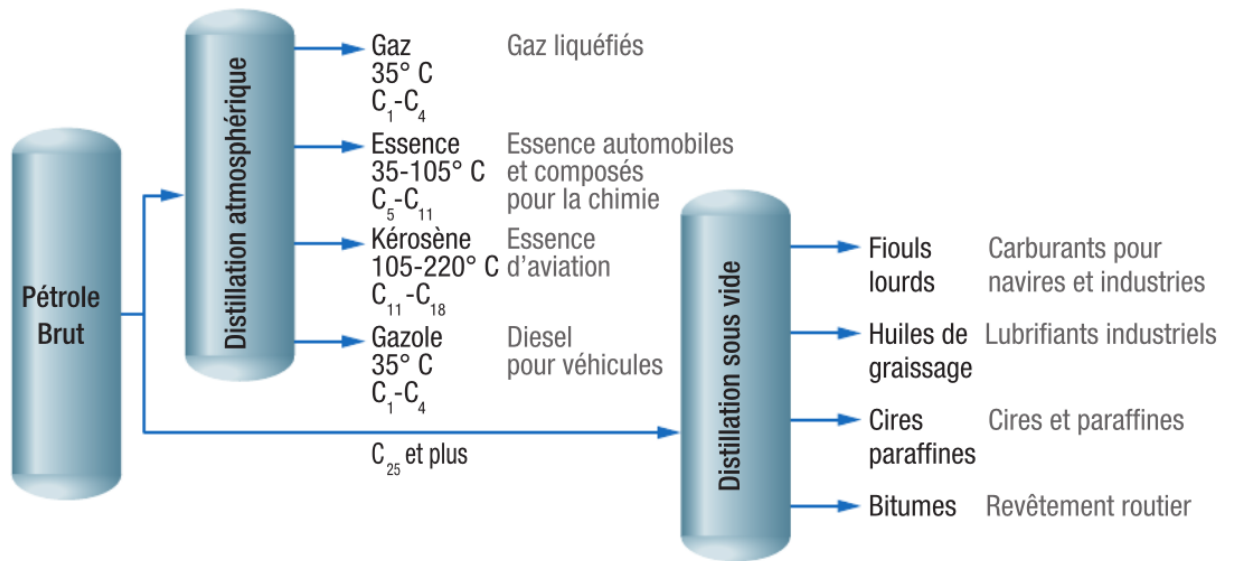 Pétrole
Brut
Distillation atmosphérique
Gaz
35° C
C₁-C₄
Gaz liquéfiés
Essence
35-105° C
C₅-C₁₁
Essence automobiles
et composés
pour la chimie
Kérosène
105-220° C
C₁₁-C₁₈
Essence
d’aviation
Gazole
35° C
C₁-C₄
Diesel
pour véhicules
C₂₅ et plus
Distillation sous vide
Fiouls
lourds
Carburants pour
navires et industries
Huiles de
graissage
Lubrifiants industriels
Cires
paraffines
Cires et paraffines
Bitumes
Revêtement routier